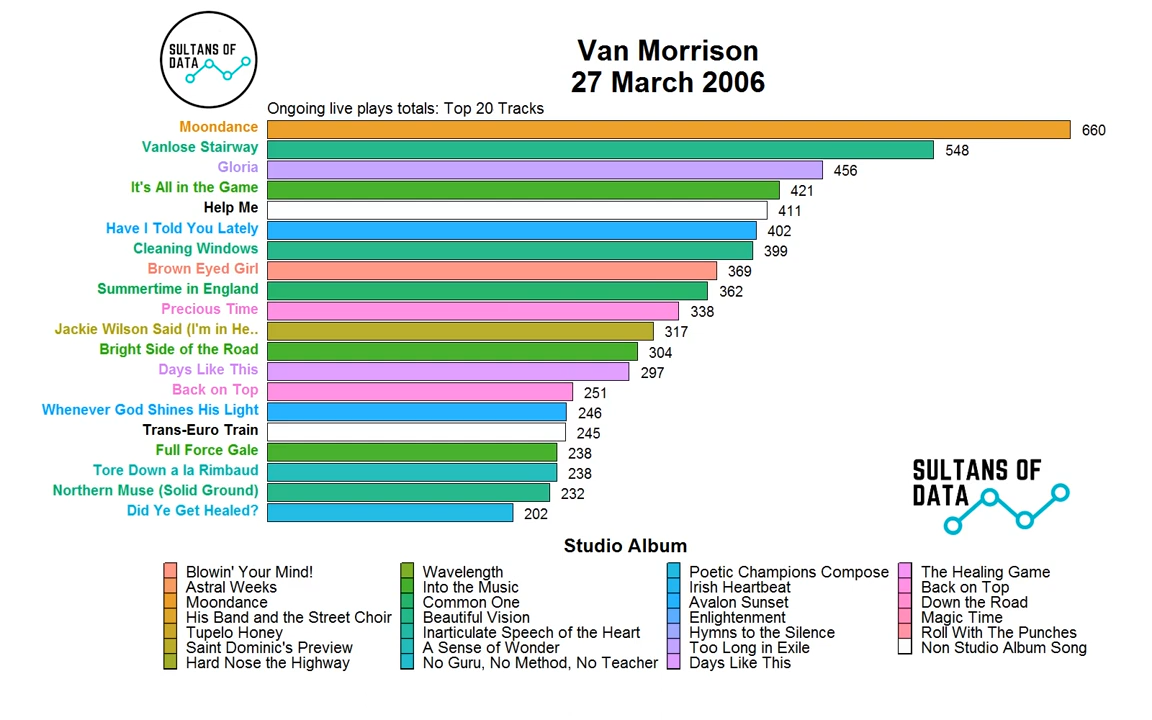 SULTANS OF
DATA
Van Morrison
27 March 2006
Ongoing live plays totals: Top 20 Tracks
Moondance 660
Vanlose Stairway 548
Gloria 456
It's All in the Game 421
Help Me 411
Have I Told You Lately 402
Cleaning Windows 399
Brown Eyed Girl 369
Summertime in England 362
Precious Time 338
Jackie Wilson Said (I'm in He.. 317
Bright Side of the Road 304
Days Like This 297
Back on Top 251
Whenever God Shines His Light 246
Trans-Euro Train 245
Full Force Gale 238
Tore Down a la Rimbaud 238
Northern Muse (Solid Ground) 232
Did Ye Get Healed? 202
SULTANS OF
DATA
Studio Album
Blowin' Your Mind!
Astral Weeks
Moondance
His Band and the Street Choir
Tupelo Honey
Saint Dominic's Preview
Hard Nose the Highway
Wavelength
Into the Music
Common One
Beautiful Vision
Inarticulate Speech of the Heart
A Sense of Wonder
No Guru, No Method, No Teacher
Poetic Champions Compose
Irish Heartbeat
Avalon Sunset
Enlightenment
Hymns to the Silence
Too Long in Exile
Days Like This
The Healing Game
Back on Top
Down the Road
Magic Time
Roll With The Punches
Non Studio Album Song